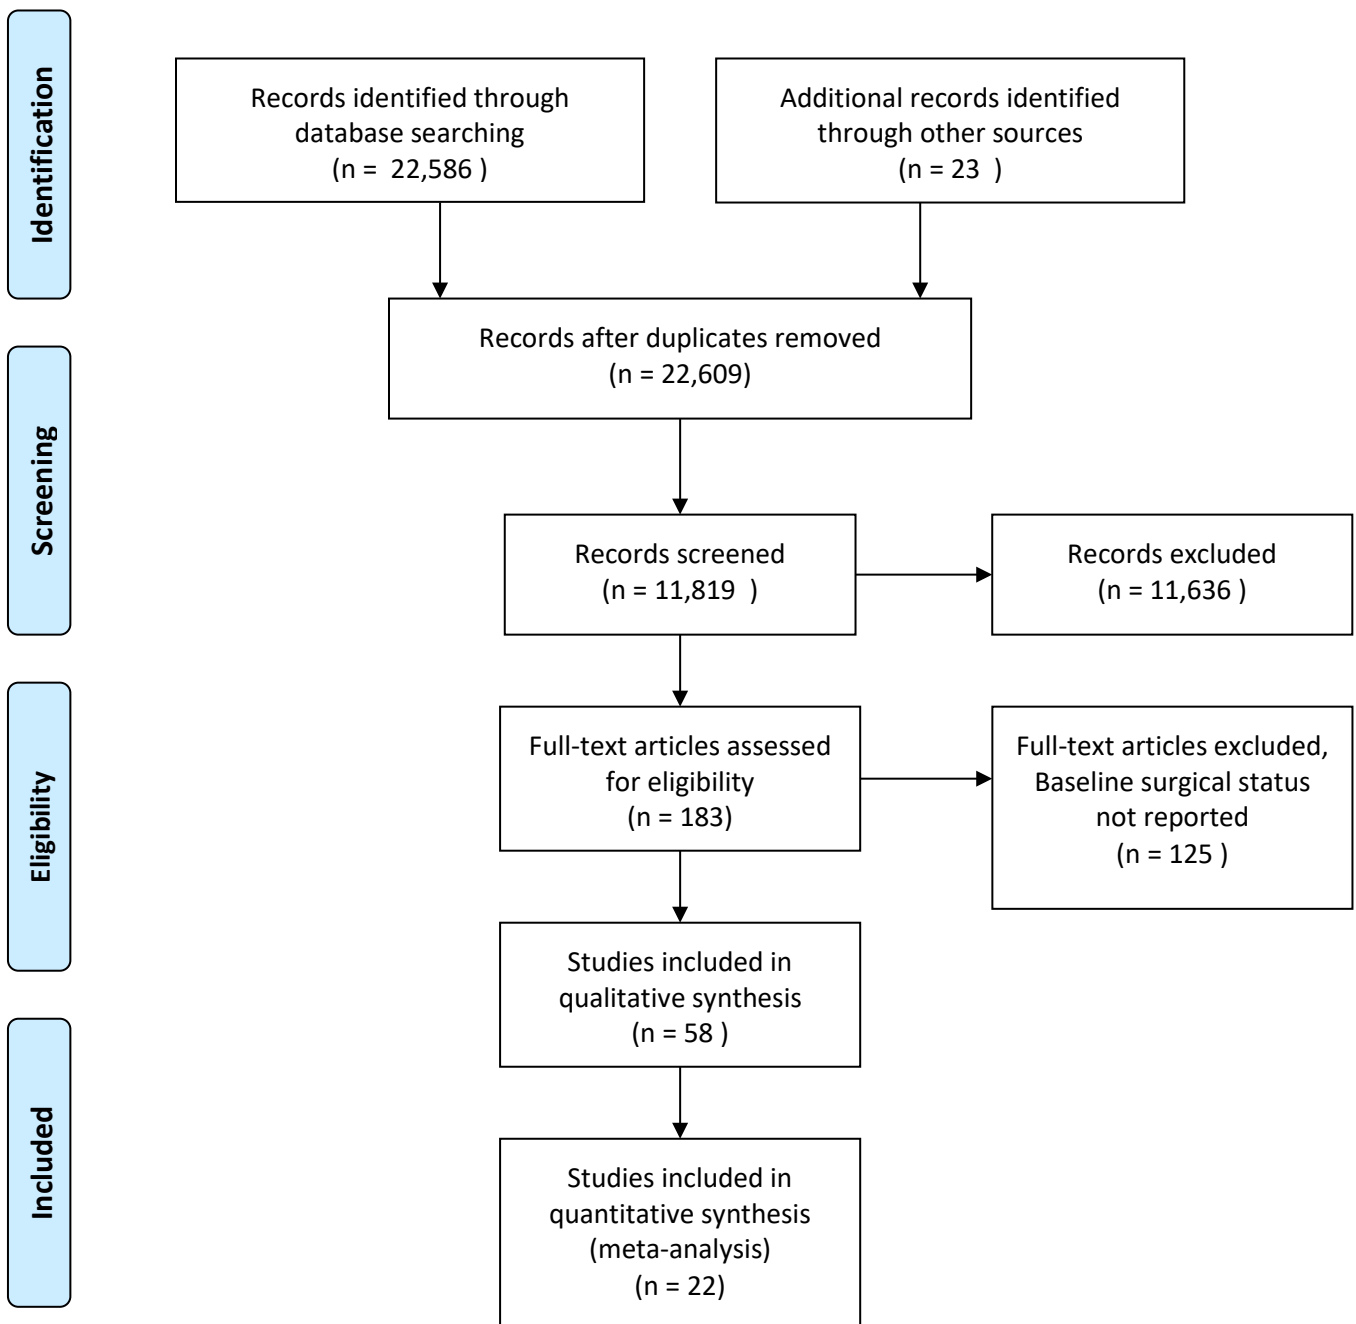 Identification
Records identified through
database searching
(n =  22,586 )
Additional records identified
through other sources
(n = 23  )
Records after duplicates removed
(n = 22,609)
Screening
Records screened
(n = 11,819  )
Records excluded
(n = 11,636 )
Eligibility
Full-text articles assessed
for eligibility
(n = 183)
Full-text articles excluded,
Baseline surgical status
not reported
(n = 125 )
Studies included in
qualitative synthesis
(n = 58 )
Included
Studies included in
quantitative synthesis
(meta-analysis)
(n = 22)